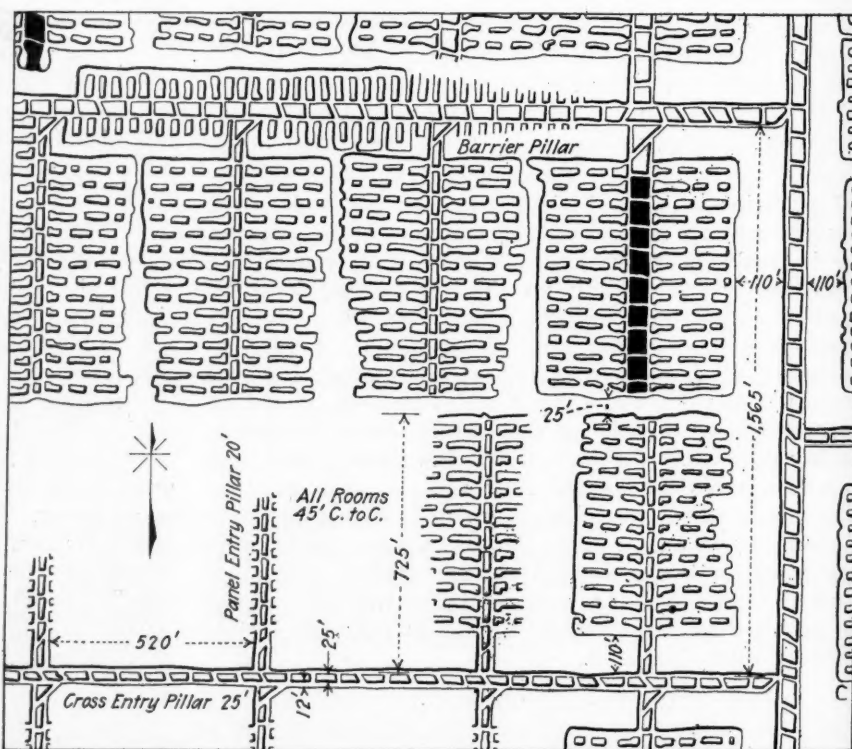 Barrier Pillar
110'
110'
25'
1,565'
Panel Entry Pillar 20'
All Rooms
45' C. to C.
725'
520'
25'
110'
12'
Cross Entry Pillar 25'